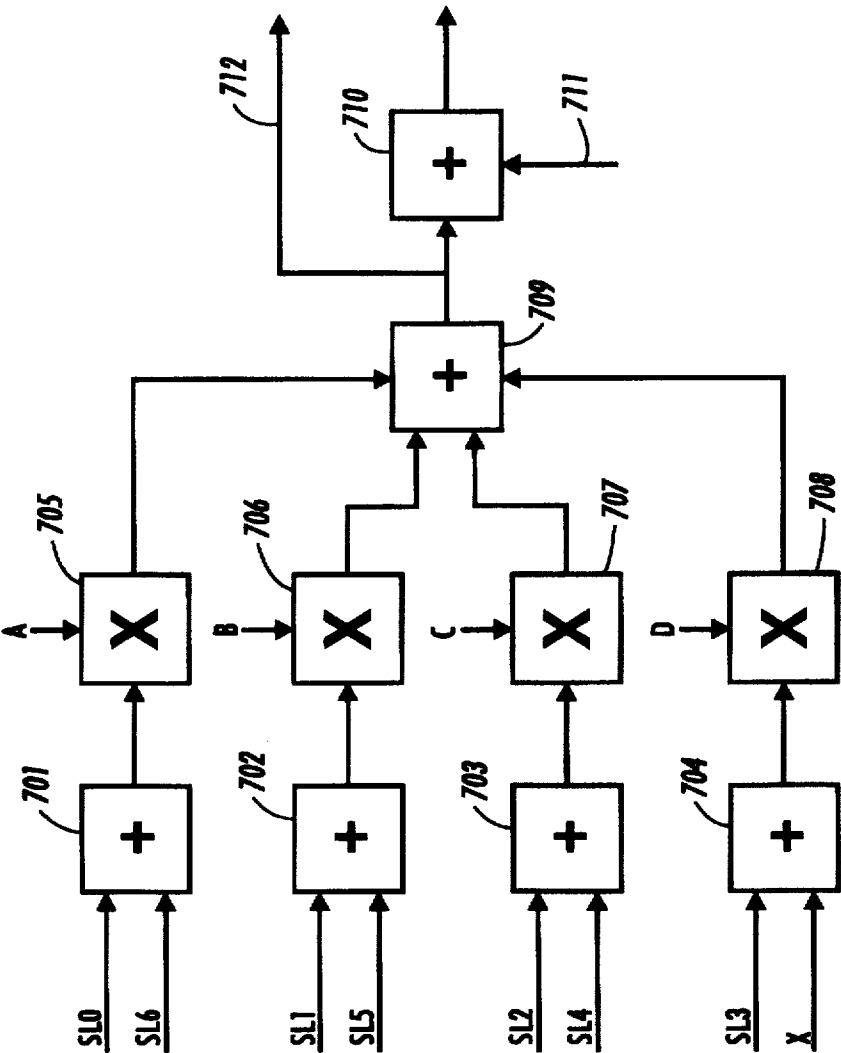 SL0
SL6
701
+
A
705
X
SL1
SL5
702
+
B
706
X
SL2
SL4
703
+
C
707
X
SL3
X
704
+
D
708
X
709
+
712
710
+
711